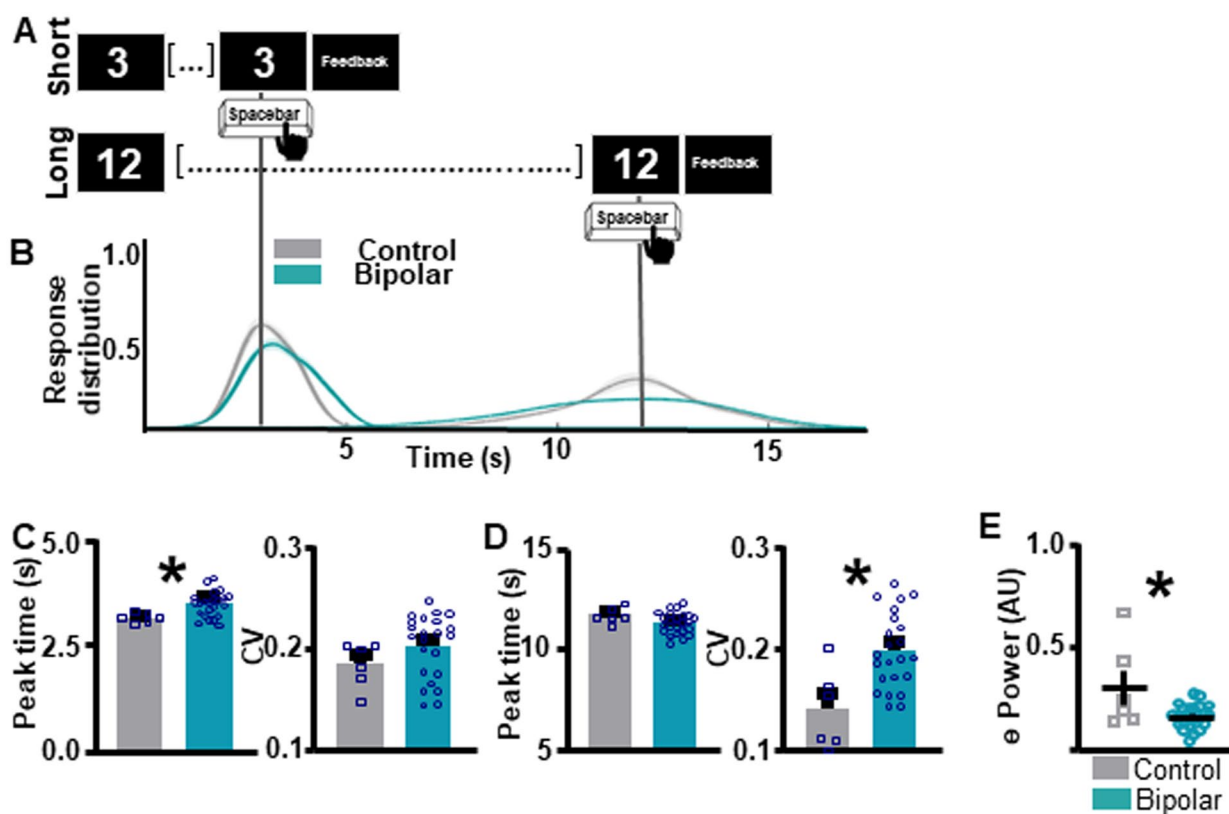 A
Short
3
[...]
3
Feedback
Spacebar
Long
12
[..........................................]
12
Feedback
Spacebar
B
Response
distribution
1.0
0.5
Control
Bipolar
5
10
15
Time (s)
C
Peak time (s)
5.0
2.5
0.0
*
CV
0.3
0.2
0.1
D
Peak time (s)
15
10
5
CV
0.3
0.2
0.1
*
E
ө Power (AU)
1.0
0.5
0
*
Control
Bipolar